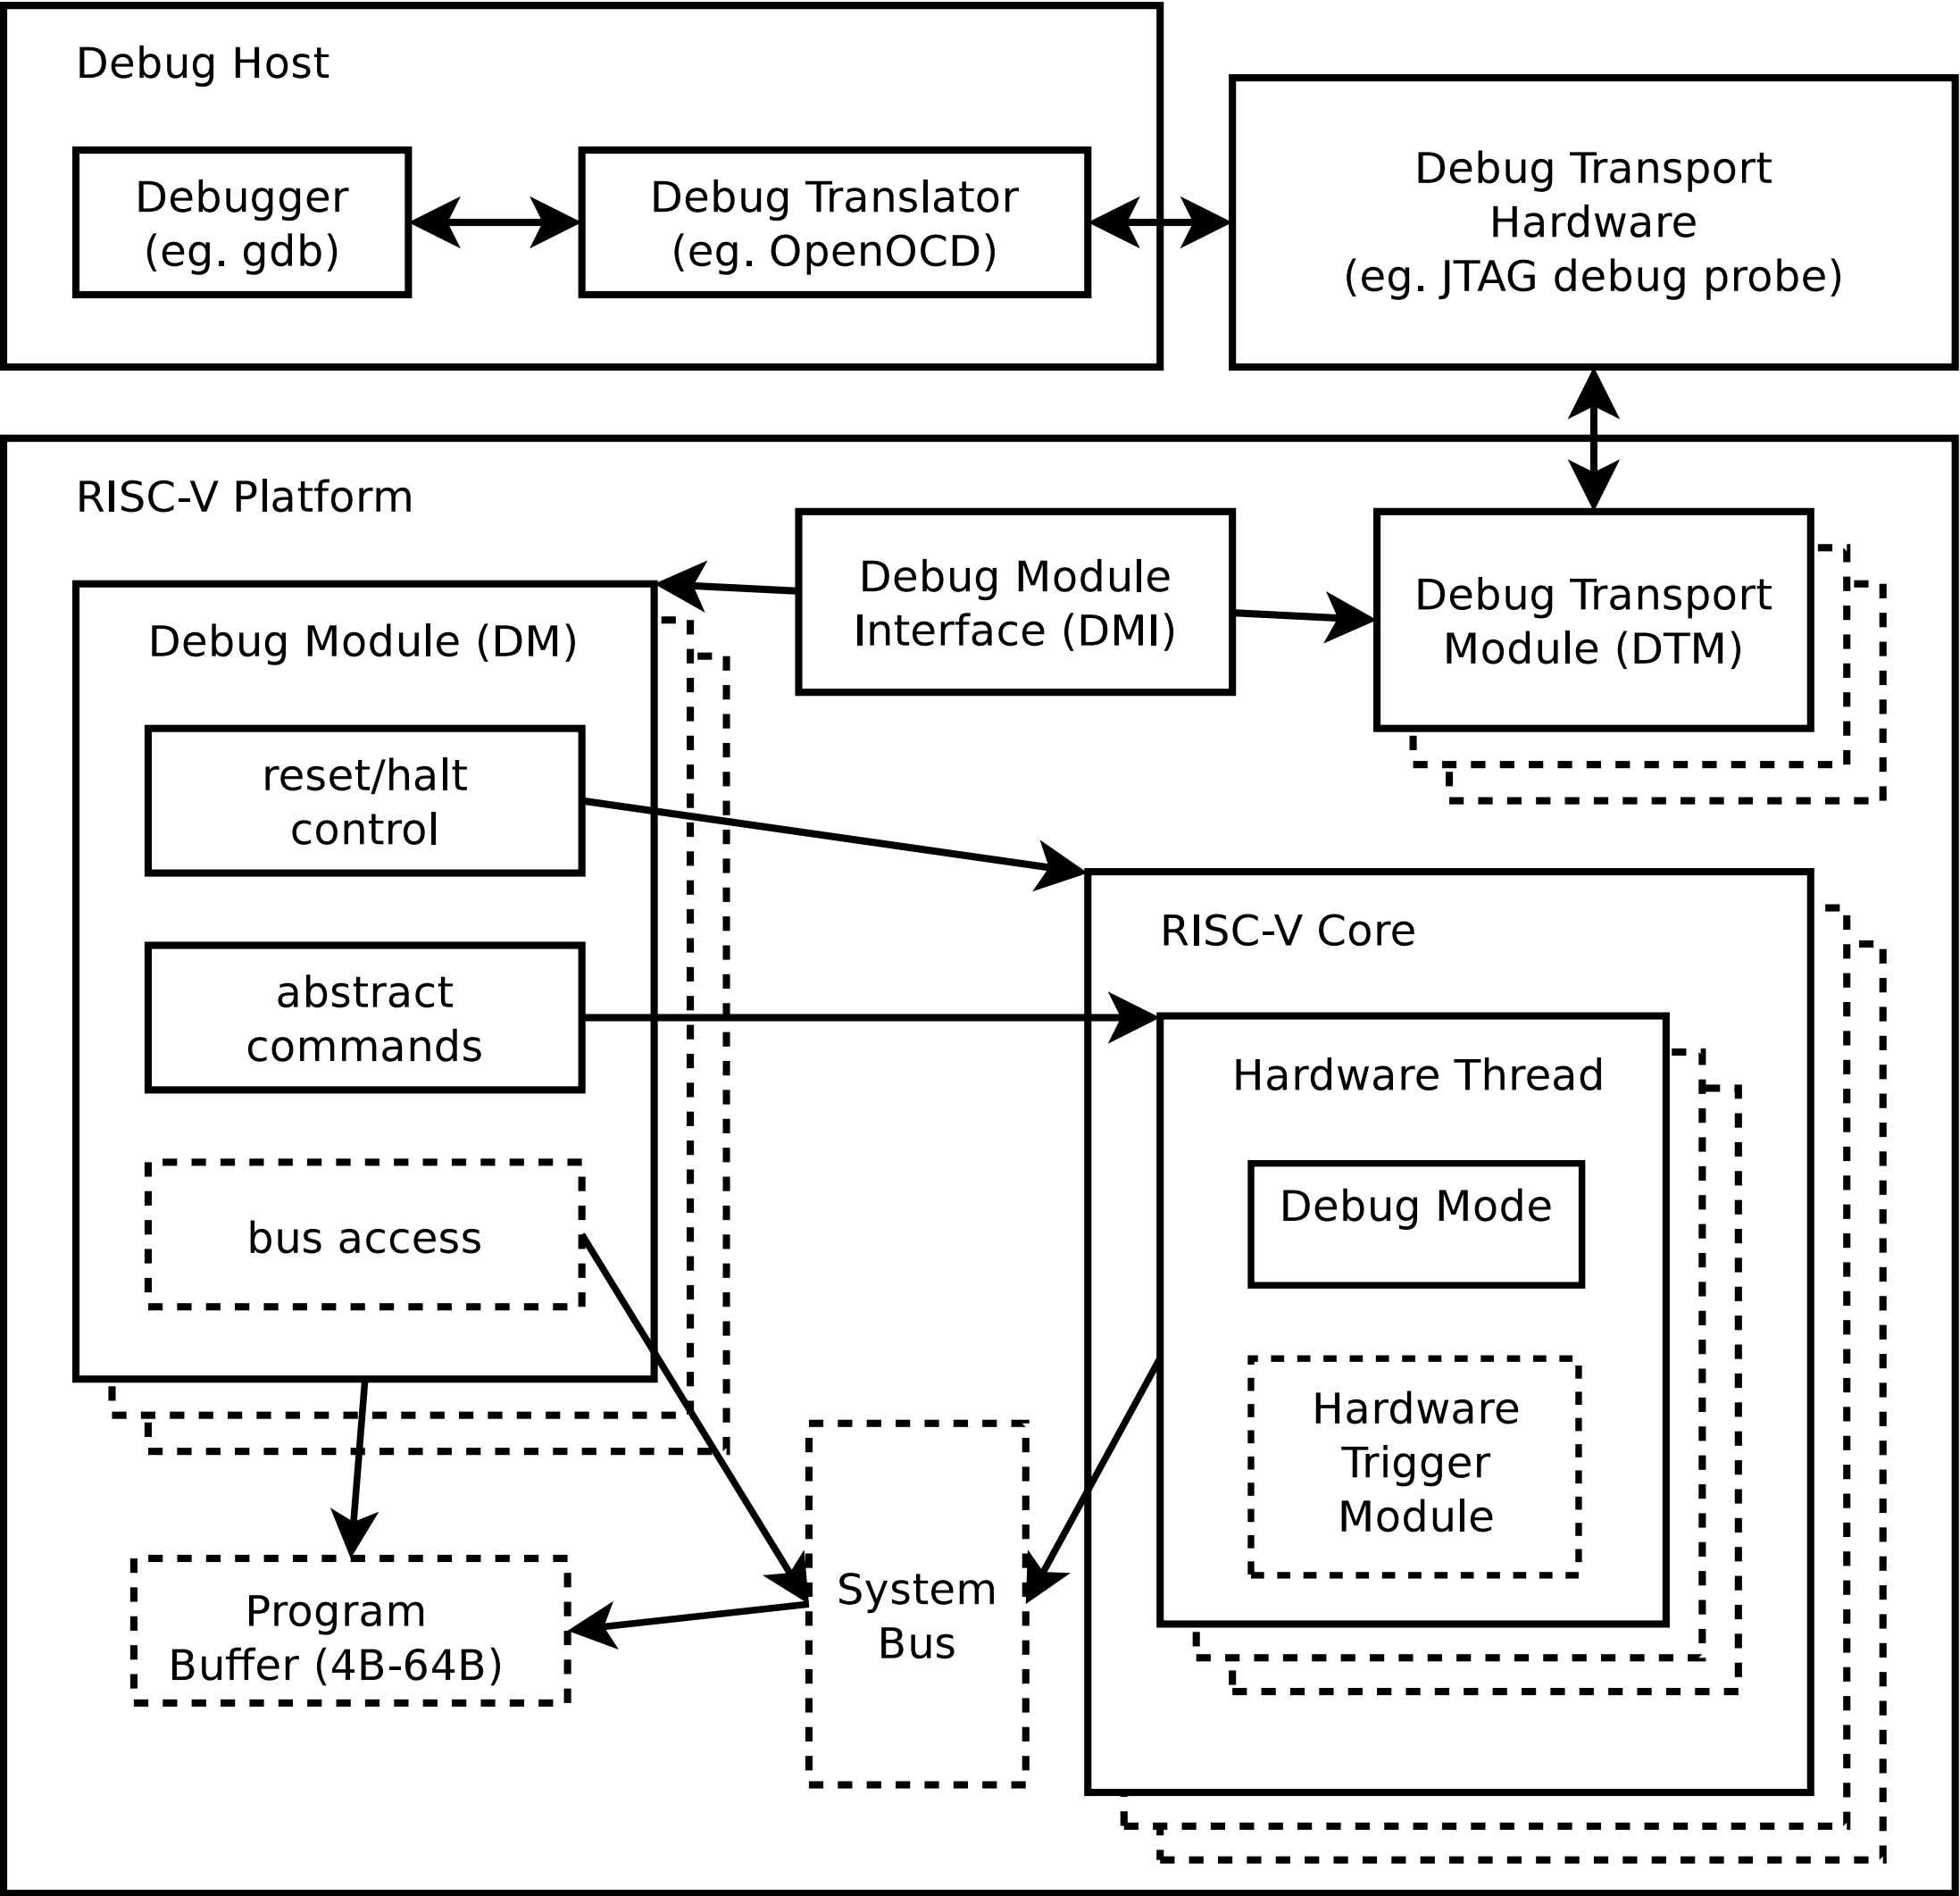 Debug Host
Debugger
(eg. gdb)
Debug Translator
(eg. OpenOCD)
Debug Transport
Hardware
(eg. JTAG debug probe)
RISC-V Platform
Debug Module
Interface (DMI)
Debug Transport
Module (DTM)
Debug Module (DM)
reset/halt
control
abstract
commands
bus access
RISC-V Core
Hardware Thread
Debug Mode
Hardware
Trigger
Module
System
Bus
Program
Buffer (4B-64B)